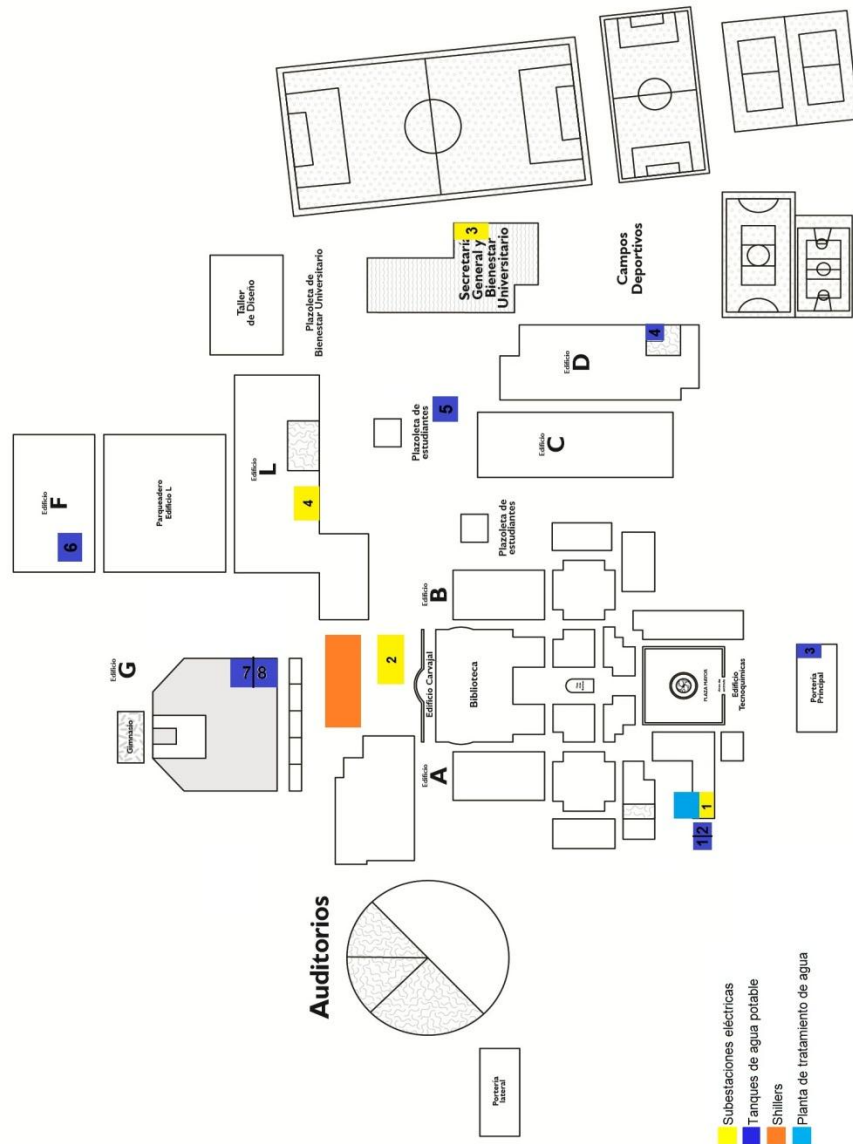 Edificio
F
6
Parqueadero
Edificio L
Edificio
L
4
Taller
de Diseño
Plazoleta de
Bienestar Universitario
Secretaría
General y
Bienestar
Universitario
3
Campos
Deportivos
Edificio
D
4
Edificio
C
Plazoleta de
estudiantes
5
Plazoleta de
estudiantes
Edificio
B
Edificio
G
Gimnasio
7
8
2
Edificio Carvajal
Biblioteca
Edificio
A
PLAZA MAYOR
Edificio
Tecnoquímicas
Portería
Principal
3
1
1|2
Auditorios
Portería
lateral
Subestaciones eléctricas
Tanques de agua potable
Shillers
Planta de tratamiento de agua